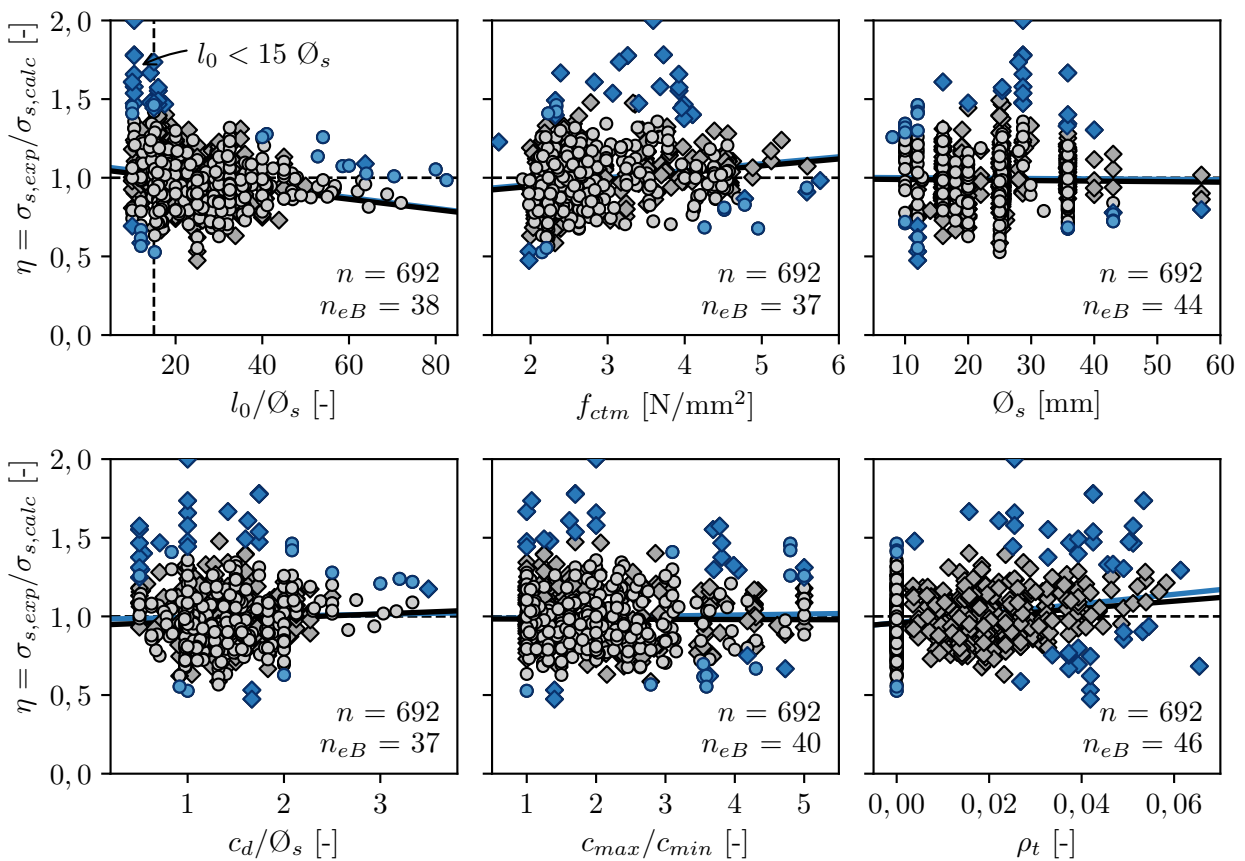 η = σs,exp/σs,calc [-]
2,0
1,5
1,0
0,5
0,0
l0 < 15 Øs
n = 692
neB = 38
20 40 60 80
l0/Øs [-]
n = 692
neB = 37
2 3 4 5 6
fctm [N/mm²]
n = 692
neB = 44
10 20 30 40 50 60
Øs [mm]
η = σs,exp/σs,calc [-]
2,0
1,5
1,0
0,5
0,0
n = 692
neB = 37
1 2 3
cd/Øs [-]
n = 692
neB = 40
1 2 3 4 5
cmax/cmin [-]
n = 692
neB = 46
0,00 0,02 0,04 0,06
ρt [-]